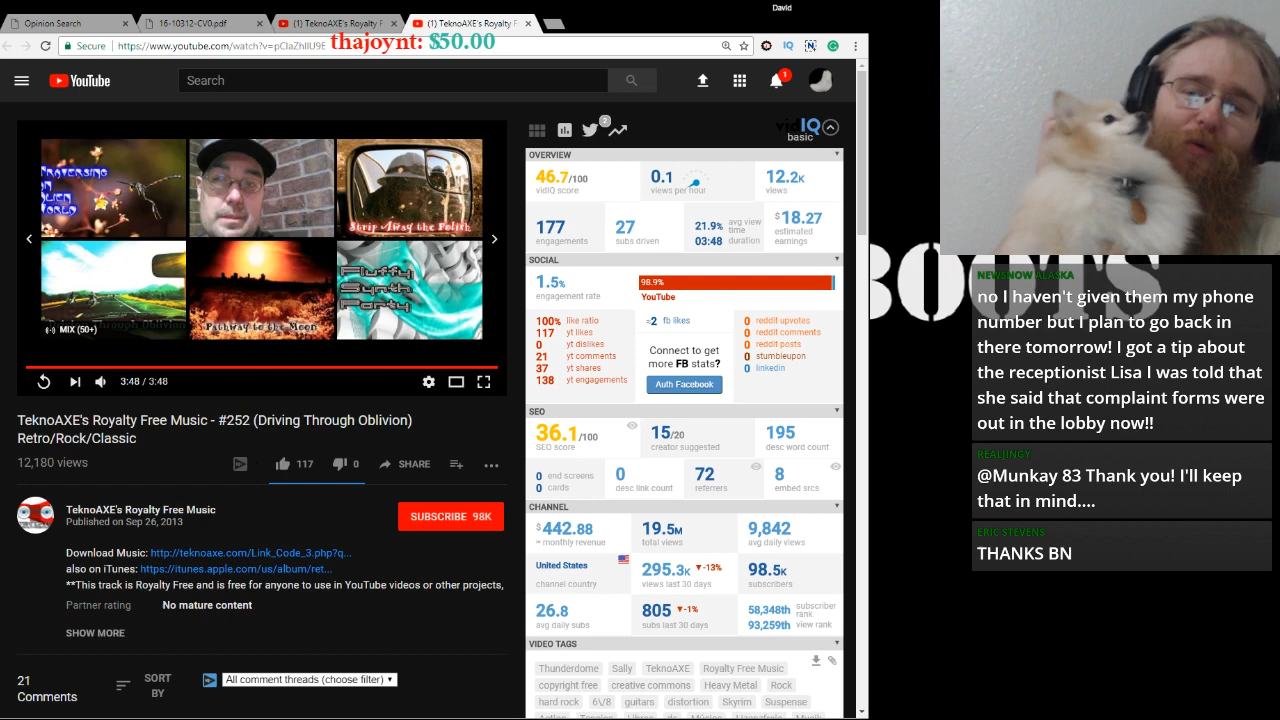 David
Opinion Search
16-10312-CV0.pdf
(1) TeknoAXE's Royalty F
(1) TeknoAXE's Royalty F
Secure
https://www.youtube.com/watch?v=pClaZhlIU9E
thajoynt: $50.00
YouTube
Search
1
TRAVERSING
AN
ALIEN
WORLD
Strip Away the Polish
MIX (50+)
Through Oblivion
Pathway to the Moon
Fluffy
Synth
Party
3:48 / 3:48
TeknoAXE's Royalty Free Music - #252 (Driving Through Oblivion)
Retro/Rock/Classic
12,180 views
117
0
SHARE
TeknoAXE's Royalty Free Music
Published on Sep 26, 2013
SUBSCRIBE 98K
Download Music: http://teknoaxe.com/Link_Code_3.php?q...
also on iTunes: https://itunes.apple.com/us/album/ret...
**This track is Royalty Free and is free for anyone to use in YouTube videos or other projects,
Partner rating No mature content
SHOW MORE
21
Comments
SORT
BY
All comment threads (choose filter)
2
vidIQ
basic
OVERVIEW
46.7/100
vidIQ score
0.1
views per hour
12.2K
views
177
engagements
27
subs driven
21.9% avg view
time
03:48 duration
$18.27
estimated
earnings
SOCIAL
1.5%
engagement rate
98.9%
YouTube
100% like ratio
117 yt likes
0 yt dislikes
21 yt comments
37 yt shares
138 yt engagements
≈2 fb likes
Connect to get
more FB stats?
Auth Facebook
0 reddit upvotes
0 reddit comments
0 reddit posts
0 stumbleupon
0 linkedin
SEO
36.1/100
SEO score
15/20
creator suggested
195
desc word count
0 end screens
0 cards
0
desc link count
72
referrers
8
embed srcs
CHANNEL
$442.88
≈ monthly revenue
19.5M
total views
9,842
avg daily views
United States
channel country
295.3K -13%
views last 30 days
98.5K
subscribers
26.8
avg daily subs
805 -1%
subs last 30 days
58,348th subscriber
rank
93,259th view rank
VIDEO TAGS
Thunderdome Sally TeknoAXE Royalty Free Music
copyright free creative commons Heavy Metal Rock
hard rock 6\/8 guitars distortion Skyrim Suspense
BOOTS
NEWSNOW ALASKA
no I haven't given them my phone
number but I plan to go back in
there tomorrow! I got a tip about
the receptionist Lisa I was told that
she said that complaint forms were
out in the lobby now!!
REALJINGY
@Munkay 83 Thank you! I'll keep
that in mind....
ERIC STEVENS
THANKS BN